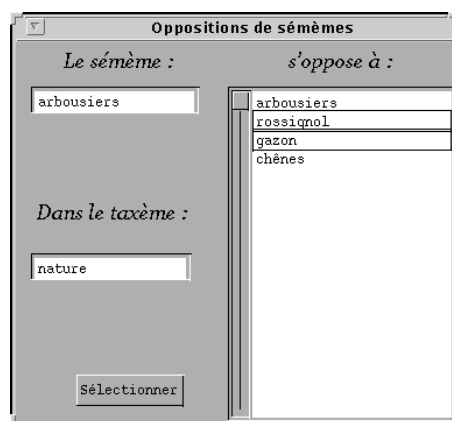 Oppositions de sémèmes
Le sémème :
s'oppose à :
arbousiers
arbousiers
rossignol
gazon
chênes
Dans le taxème :
nature
Sélectionner